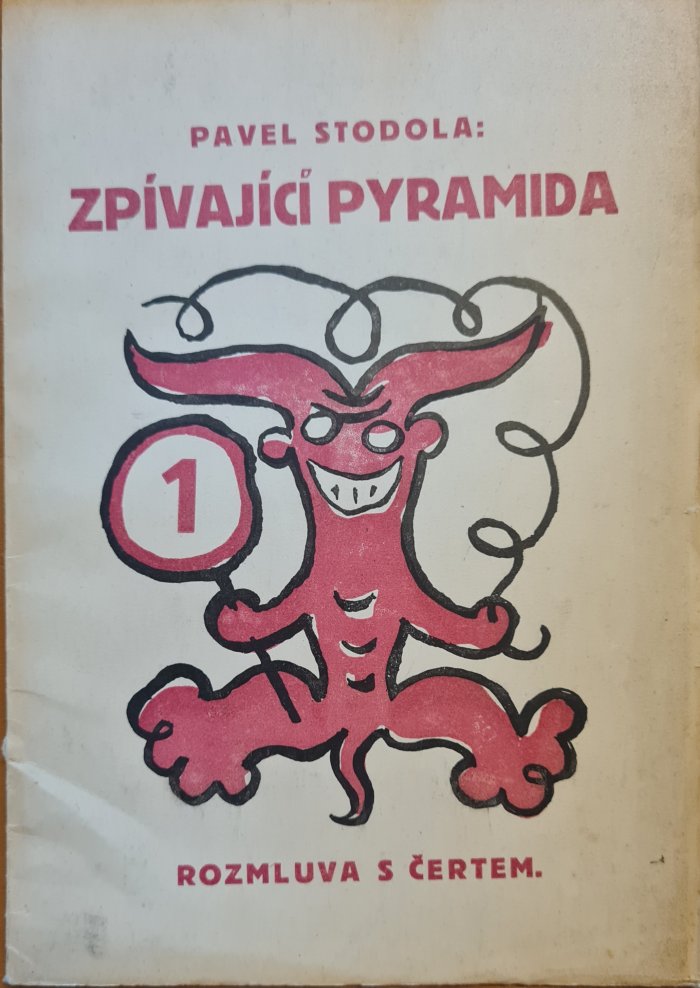 PAVEL STODOLA:
ZPÍVAJÍCÍ PYRAMIDA
1
ROZMLUVA S ČERTEM.